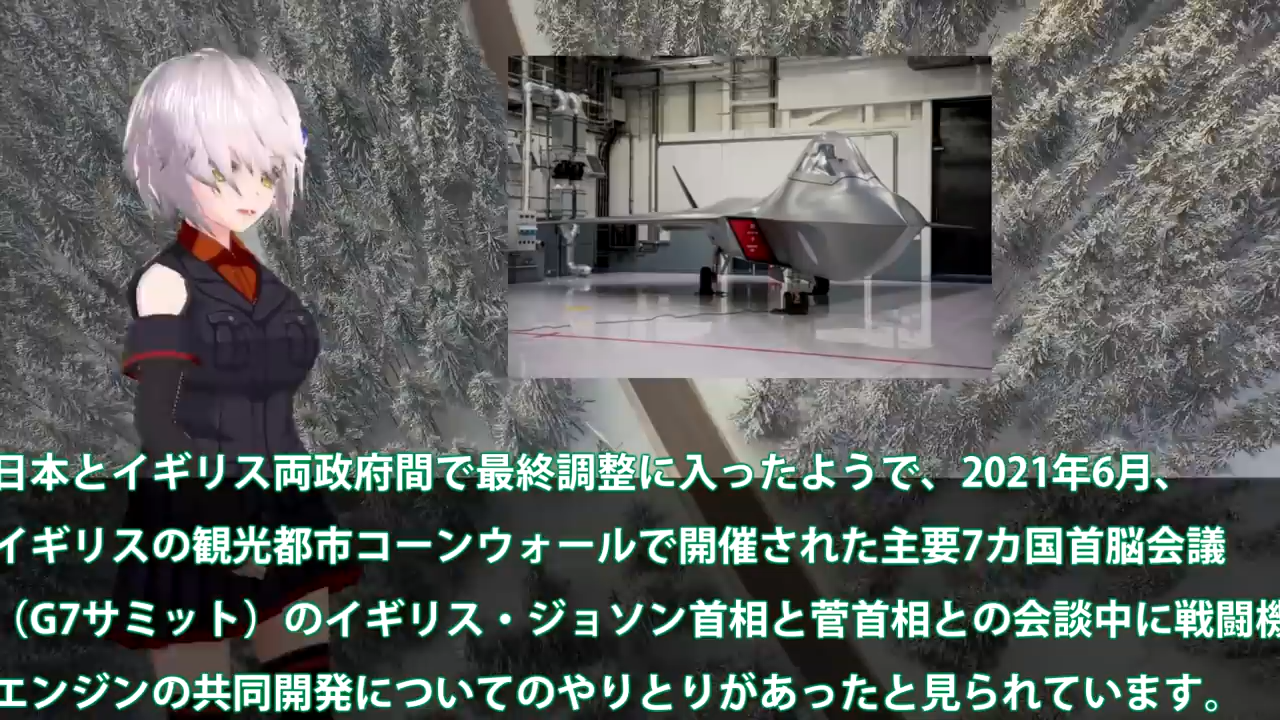 日本とイギリス両政府間で最終調整に入ったようで、2021年6月、
イギリスの観光都市コーンウォールで開催された主要7カ国首脳会議
（G7サミット）のイギリス・ジョソン首相と菅首相との会談中に戦闘機
エンジンの共同開発についてのやりとりがあったと見られています。